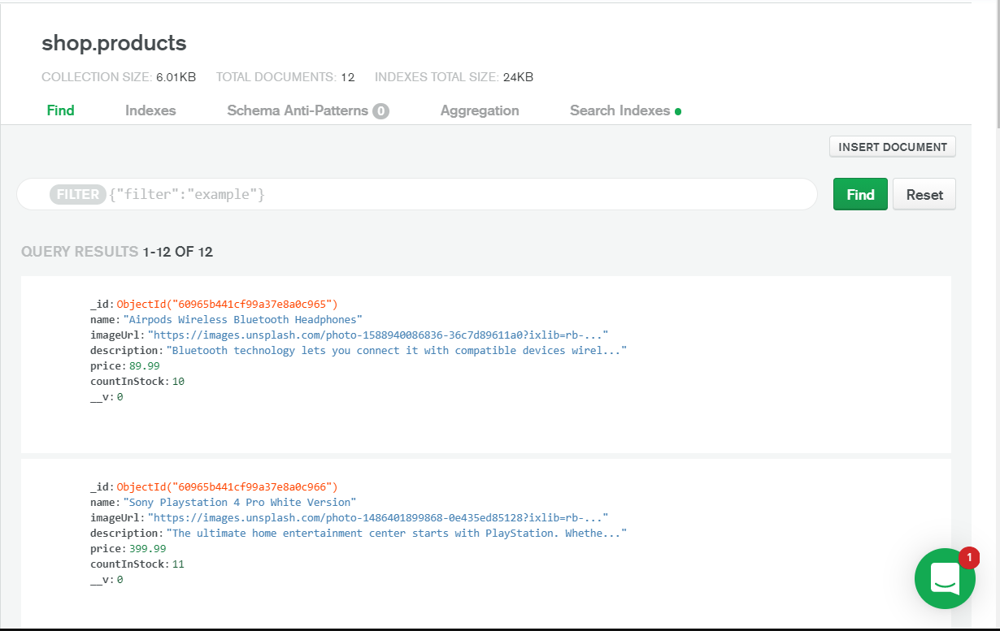 shop.products
COLLECTION SIZE: 6.01KB TOTAL DOCUMENTS: 12 INDEXES TOTAL SIZE: 24KB
Find Indexes Schema Anti-Patterns 0 Aggregation Search Indexes
INSERT DOCUMENT
FILTER {"filter":"example"} Find Reset
QUERY RESULTS 1-12 OF 12
_id: ObjectId("60965b441cf99a37e8a0c965")
name: "Airpods Wireless Bluetooth Headphones"
imageUrl: "https://images.unsplash.com/photo-1588940086836-36c7d89611a0?ixlib=rb-..."
description: "Bluetooth technology lets you connect it with compatible devices wirel..."
price: 89.99
countInStock: 10
__v: 0
_id: ObjectId("60965b441cf99a37e8a0c966")
name: "Sony Playstation 4 Pro White Version"
imageUrl: "https://images.unsplash.com/photo-1486401899868-0e435ed85128?ixlib=rb-..."
description: "The ultimate home entertainment center starts with PlayStation. Whethe..."
price: 399.99
countInStock: 11
__v: 0
1